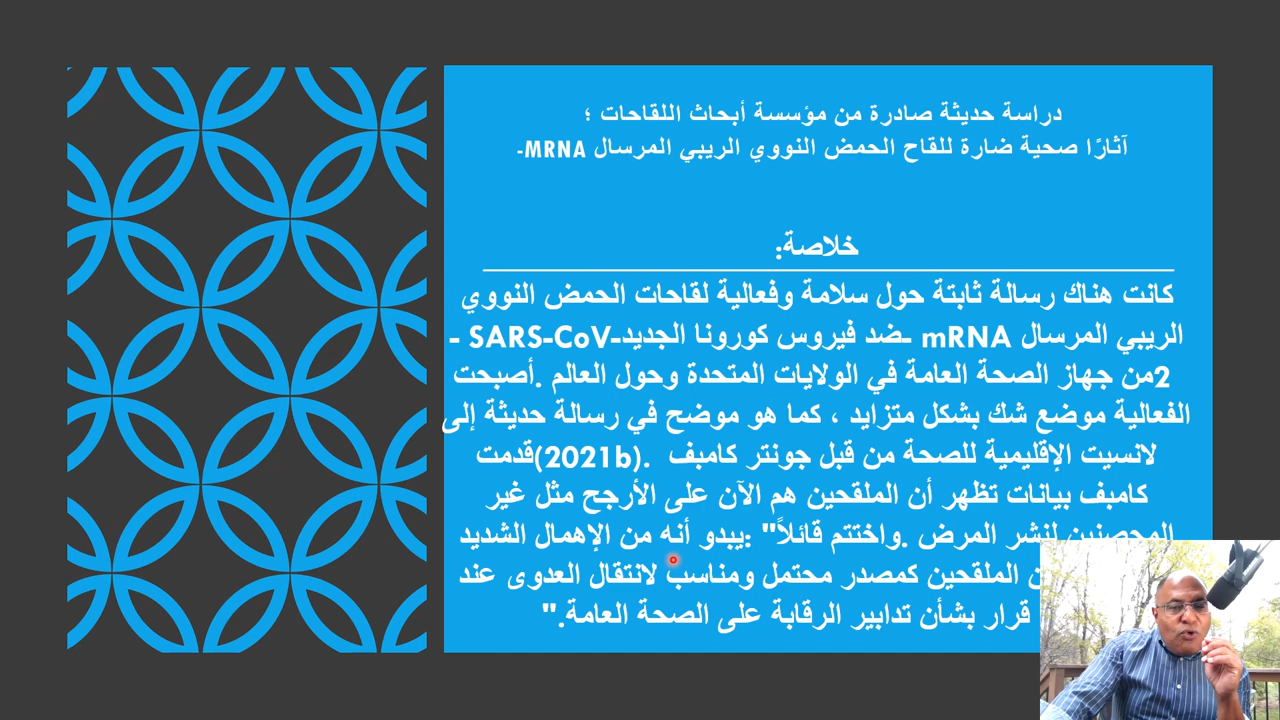 دراسة حديثة صادرة من مؤسسة أبحاث اللقاحات ؛
آثارًا صحية ضارة للقاح الحمض النووي الريبي المرسال MRNA-
خلاصة:
كانت هناك رسالة ثابتة حول سلامة وفعالية لقاحات الحمض النووي
الريبي المرسال mRNA -ضد فيروس كورونا الجديد-SARS-CoV -
2من جهاز الصحة العامة في الولايات المتحدة وحول العالم .أصبحت
الفعالية موضع شك بشكل متزايد ، كما هو موضح في رسالة حديثة إلى
لانسيت الإقليمية للصحة من قبل جونتر كامبف .(2021b)قدمت
كامبف بيانات تظهر أن الملقحين هم الآن على الأرجح مثل غير
المحصنين لنشر المرض .واختتم قائلاً" :يبدو أنه من الإهمال الشديد
الملقحين كمصدر محتمل ومناسب لانتقال العدوى عند
قرار بشأن تدابير الرقابة على الصحة العامة."